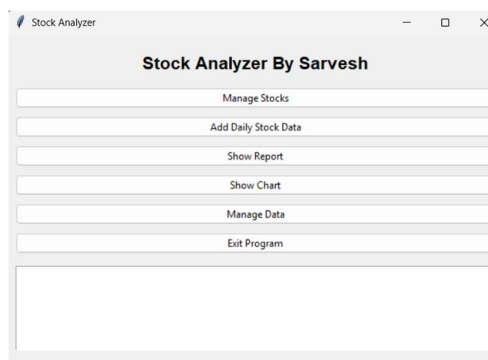 Stock Analyzer
Stock Analyzer By Sarvesh
Manage Stocks
Add Daily Stock Data
Show Report
Show Chart
Manage Data
Exit Program